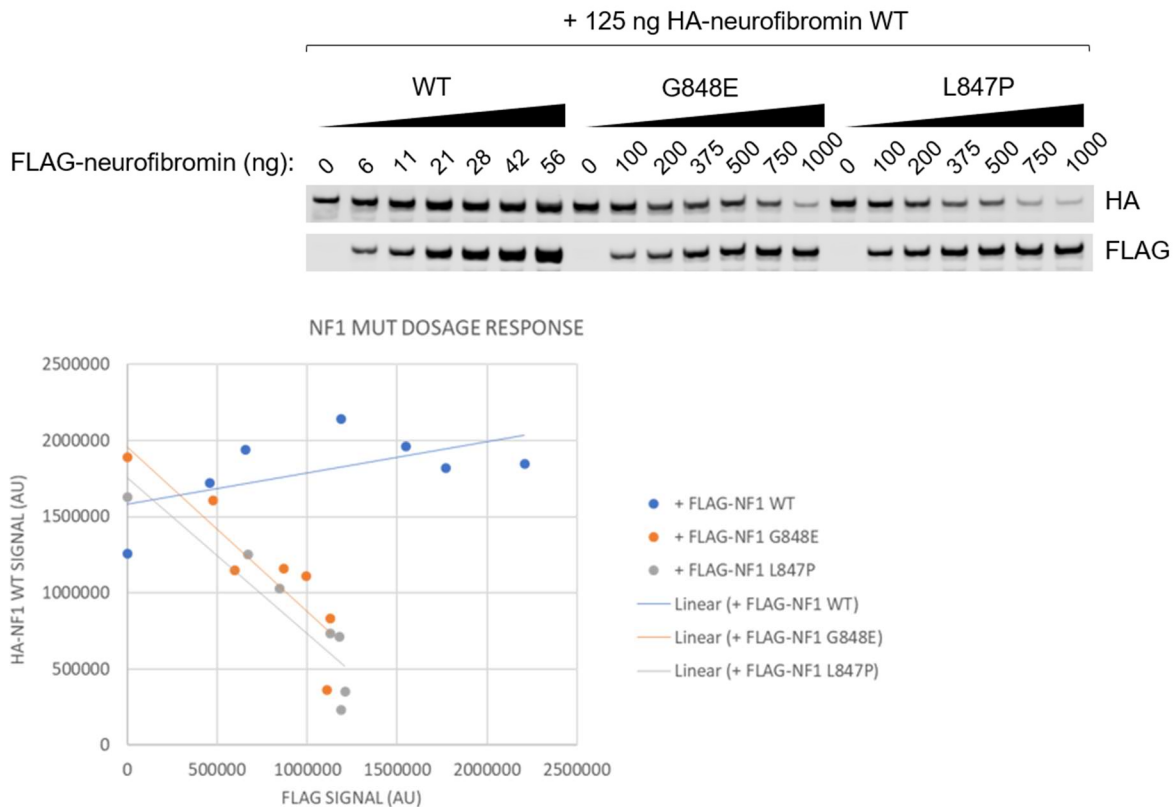 + 125 ng HA-neurofibromin WT
WT G848E L847P
FLAG-neurofibromin (ng): 0 6 11 21 28 42 56 0 100 200 375 500 750 1000 0 100 200 375 500 750 1000
HA
FLAG
NF1 MUT DOSAGE RESPONSE
2500000
2000000
1500000
1000000
500000
0
HA-NF1 WT SIGNAL (AU)
0 500000 1000000 1500000 2000000 2500000
FLAG SIGNAL (AU)
+ FLAG-NF1 WT
+ FLAG-NF1 G848E
+ FLAG-NF1 L847P
Linear (+ FLAG-NF1 WT)
Linear (+ FLAG-NF1 G848E)
Linear (+ FLAG-NF1 L847P)